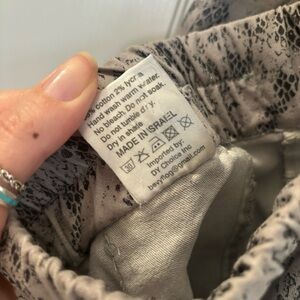 % cotton 2% lycra
Hand wash warm water.
No bleach. Do not soak.
Do not tumble dry.
Dry in shade
MADE IN ISRAEL
30
Imported by:
DV Choice Inc